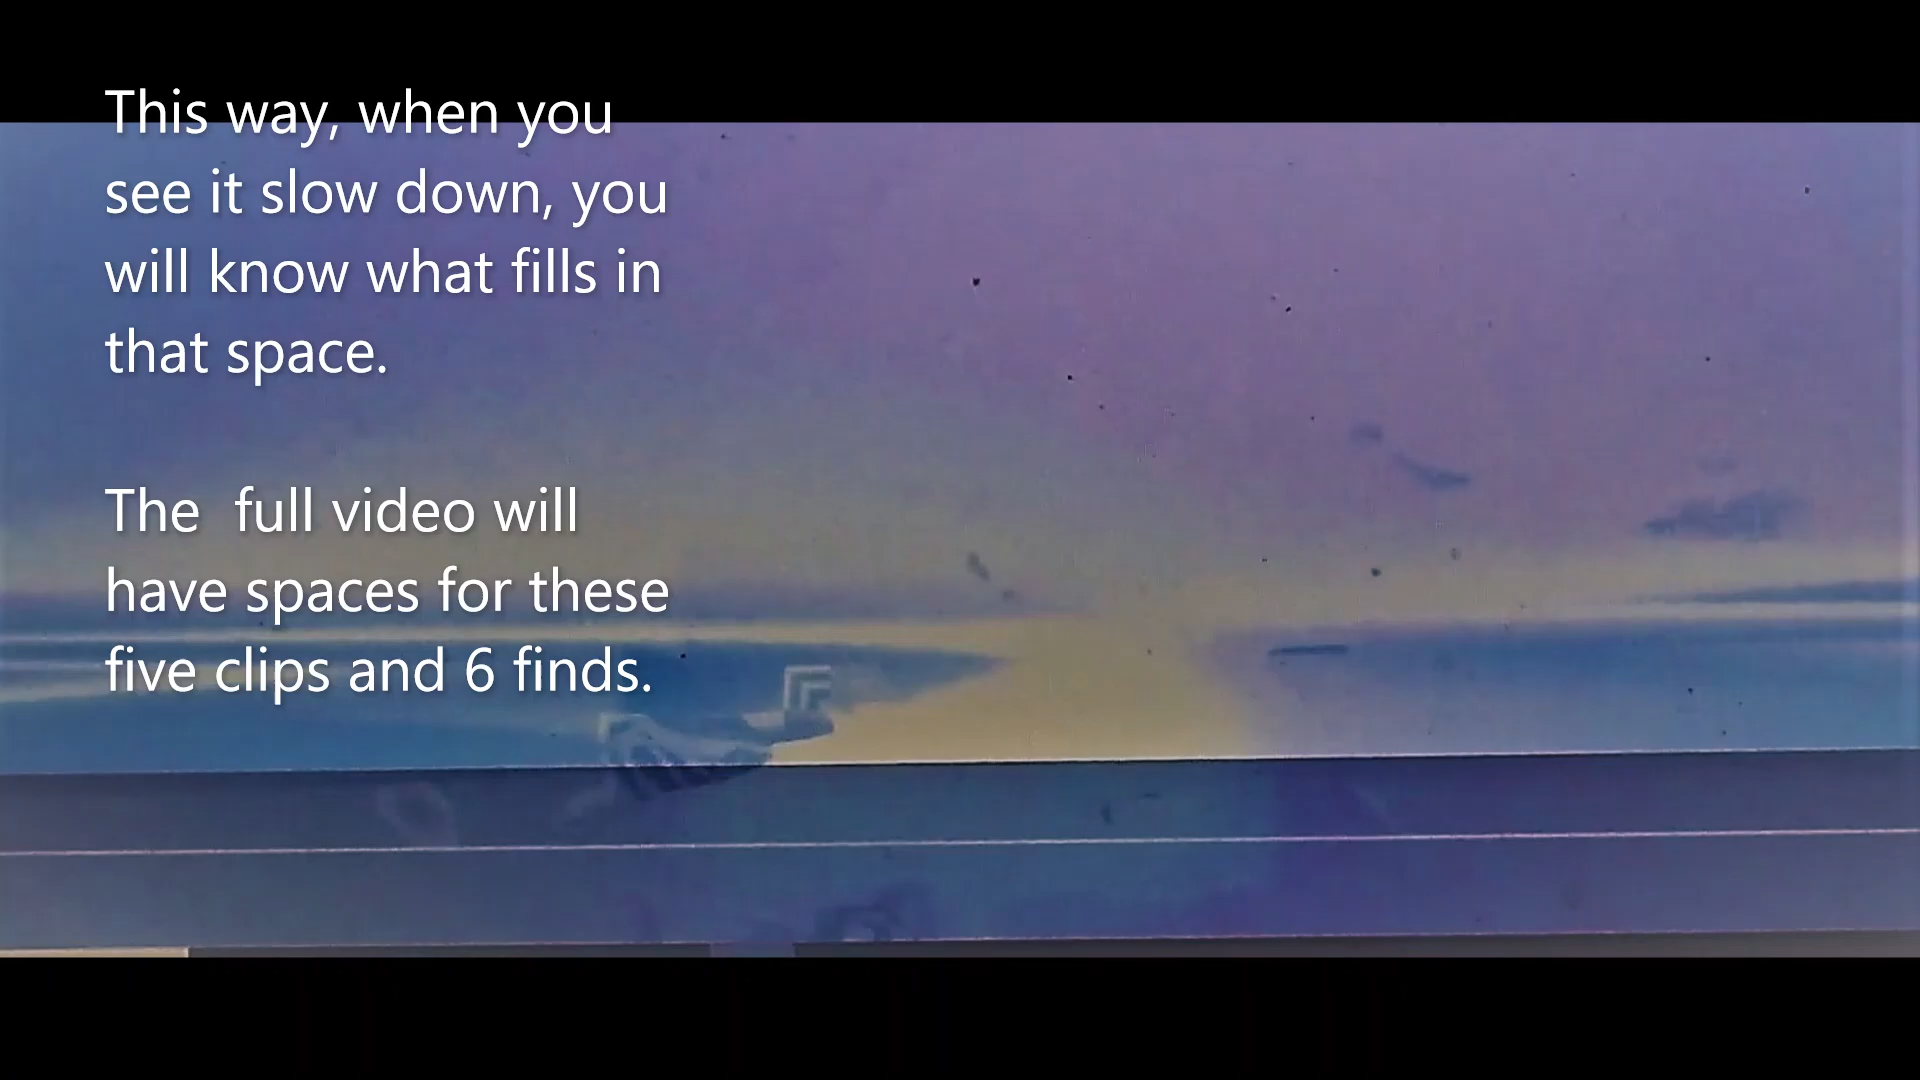 This way, when you
see it slow down, you
will know what fills in
that space.
The  full video will
have spaces for these
five clips and 6 finds.